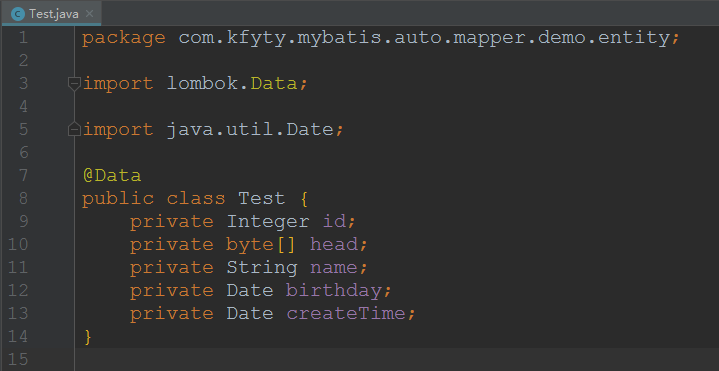 Test.java
1 package com.kfyty.mybatis.auto.mapper.demo.entity;
2
3 import lombok.Data;
4
5 import java.util.Date;
6
7 @Data
8 public class Test {
9     private Integer id;
10     private byte[] head;
11     private String name;
12     private Date birthday;
13     private Date createTime;
14 }
15